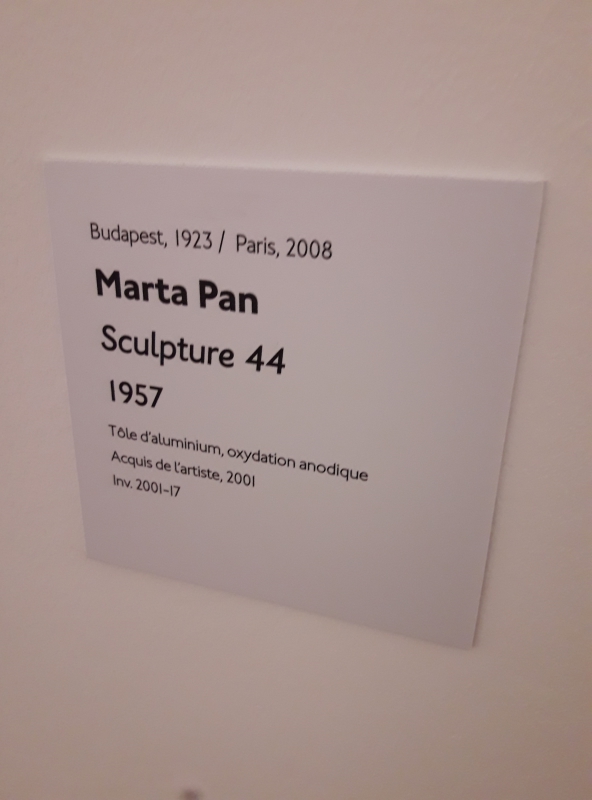 Budapest, 1923 / Paris, 2008
Marta Pan
Sculpture 44
1957
Tôle d'aluminium, oxydation anodique
Acquis de l'artiste, 2001
Inv. 2001-17